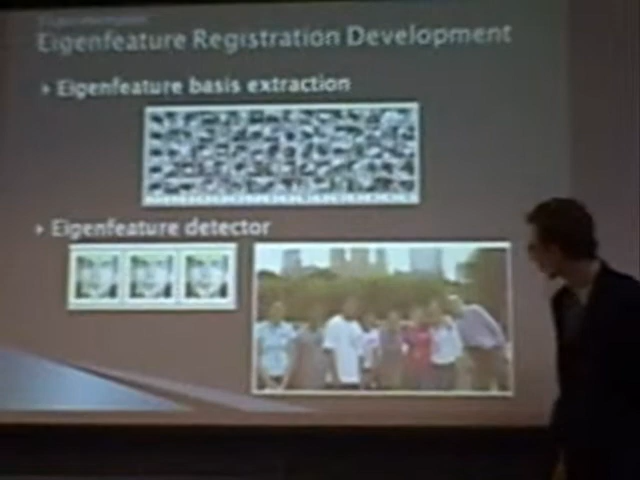 Eigenfeature Registration Development
Eigenfeature basis extraction
Eigenfeature detector